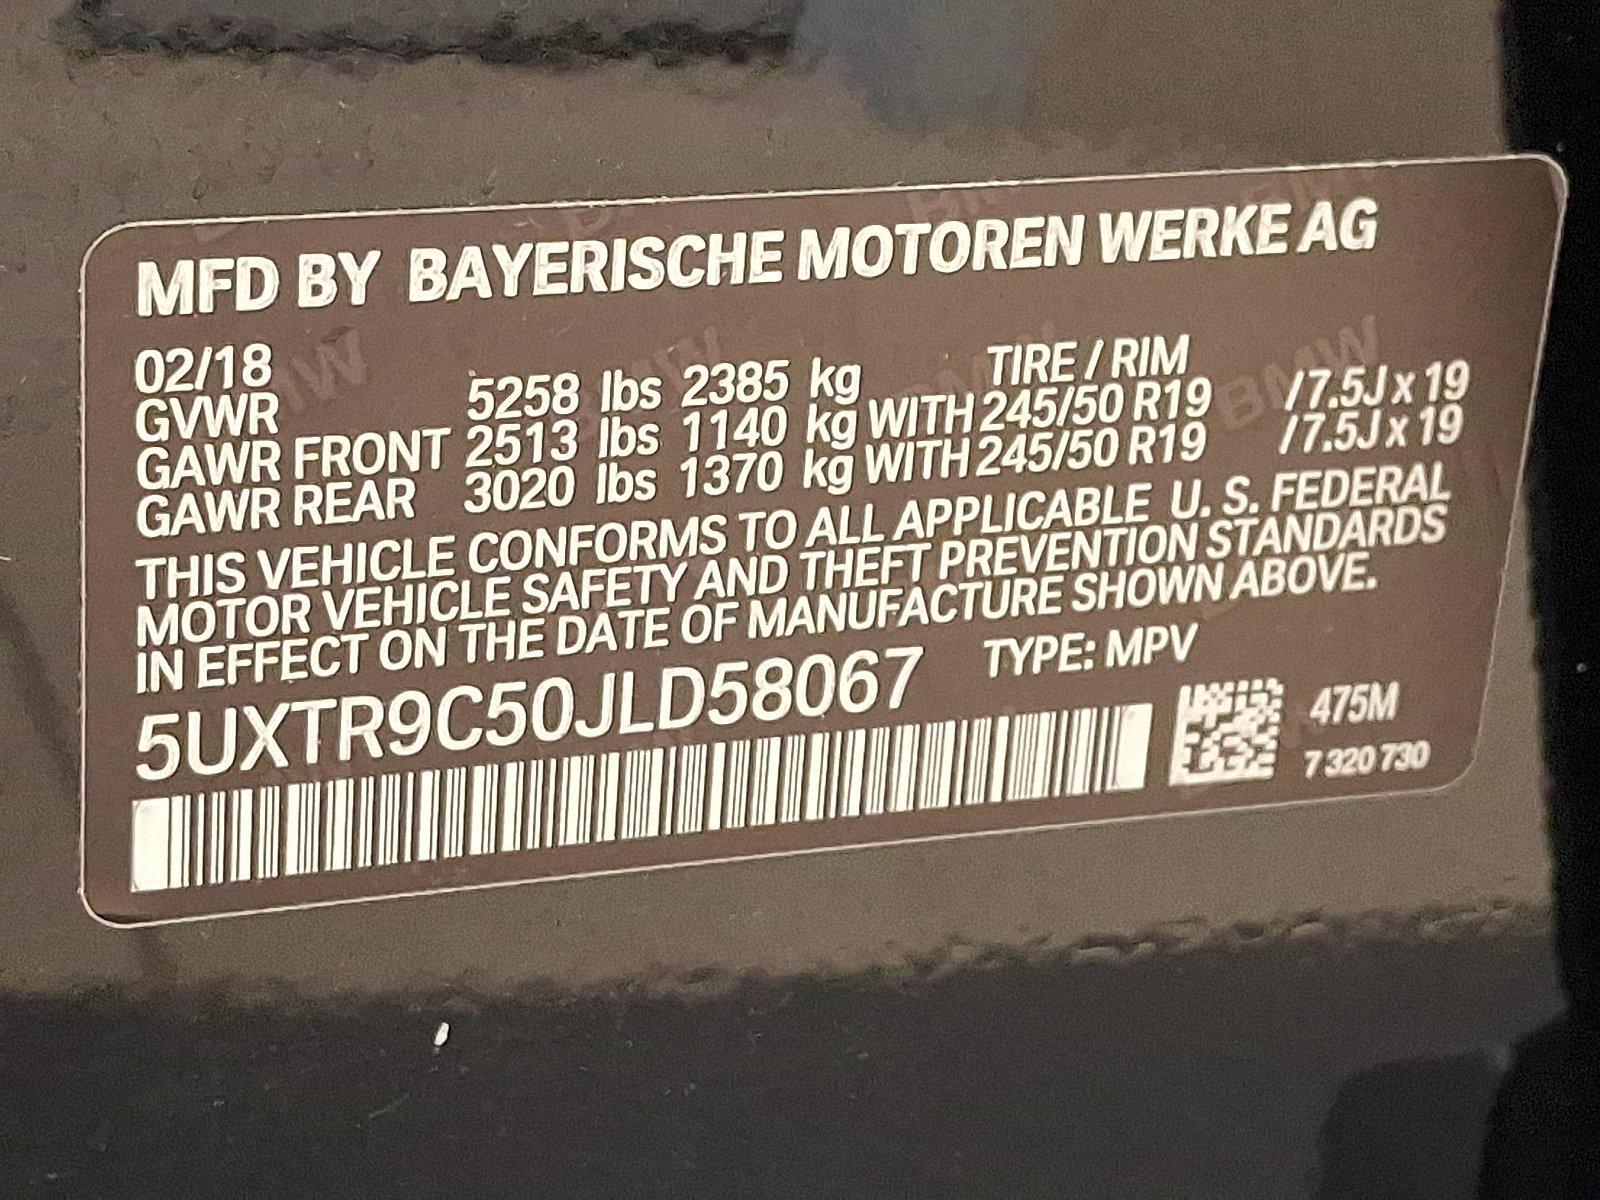 MFD BY BAYERISCHE MOTOREN WERKE AG
02/18 TIRE / RIM
GVWR 5258 lbs 2385 kg
GAWR FRONT 2513 lbs 1140 kg WITH 245/50 R19 /7.5J x 19
GAWR REAR 3020 lbs 1370 kg WITH 245/50 R19 /7.5J x 19
THIS VEHICLE CONFORMS TO ALL APPLICABLE U. S. FEDERAL
MOTOR VEHICLE SAFETY AND THEFT PREVENTION STANDARDS
IN EFFECT ON THE DATE OF MANUFACTURE SHOWN ABOVE.
5UXTR9C50JLD58067 TYPE: MPV
475M
7 320 730